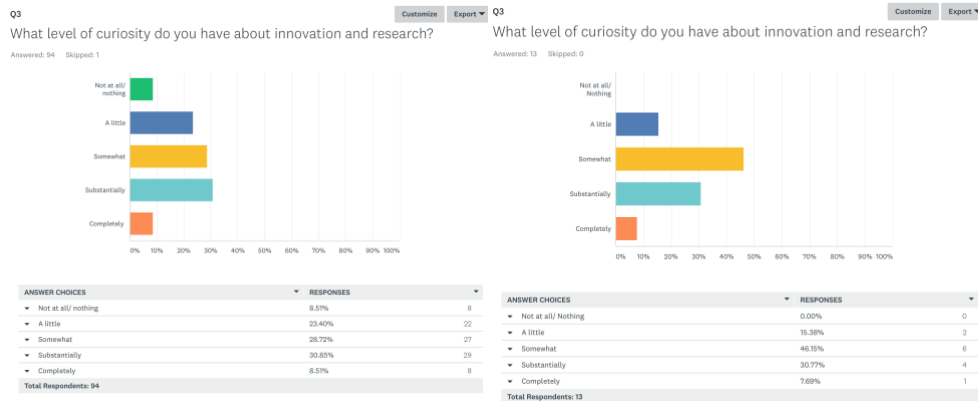 Q3
Customize Export
What level of curiosity do you have about innovation and research?
Answered: 94 Skipped: 1
Not at all/
nothing
A little
Somewhat
Substantially
Completely
0% 10% 20% 30% 40% 50% 60% 70% 80% 90% 100%
ANSWER CHOICES RESPONSES
Not at all/ nothing 8.51% 8
A little 23.40% 22
Somewhat 28.72% 27
Substantially 30.85% 29
Completely 8.51% 8
Total Respondents: 94
Q3
Customize Export
What level of curiosity do you have about innovation and research?
Answered: 13 Skipped: 0
Not at all/
Nothing
A little
Somewhat
Substantially
Completely
0% 10% 20% 30% 40% 50% 60% 70% 80% 90% 100%
ANSWER CHOICES RESPONSES
Not at all/ Nothing 0.00% 0
A little 15.38% 2
Somewhat 46.15% 6
Substantially 30.77% 4
Completely 7.69% 1
Total Respondents: 13